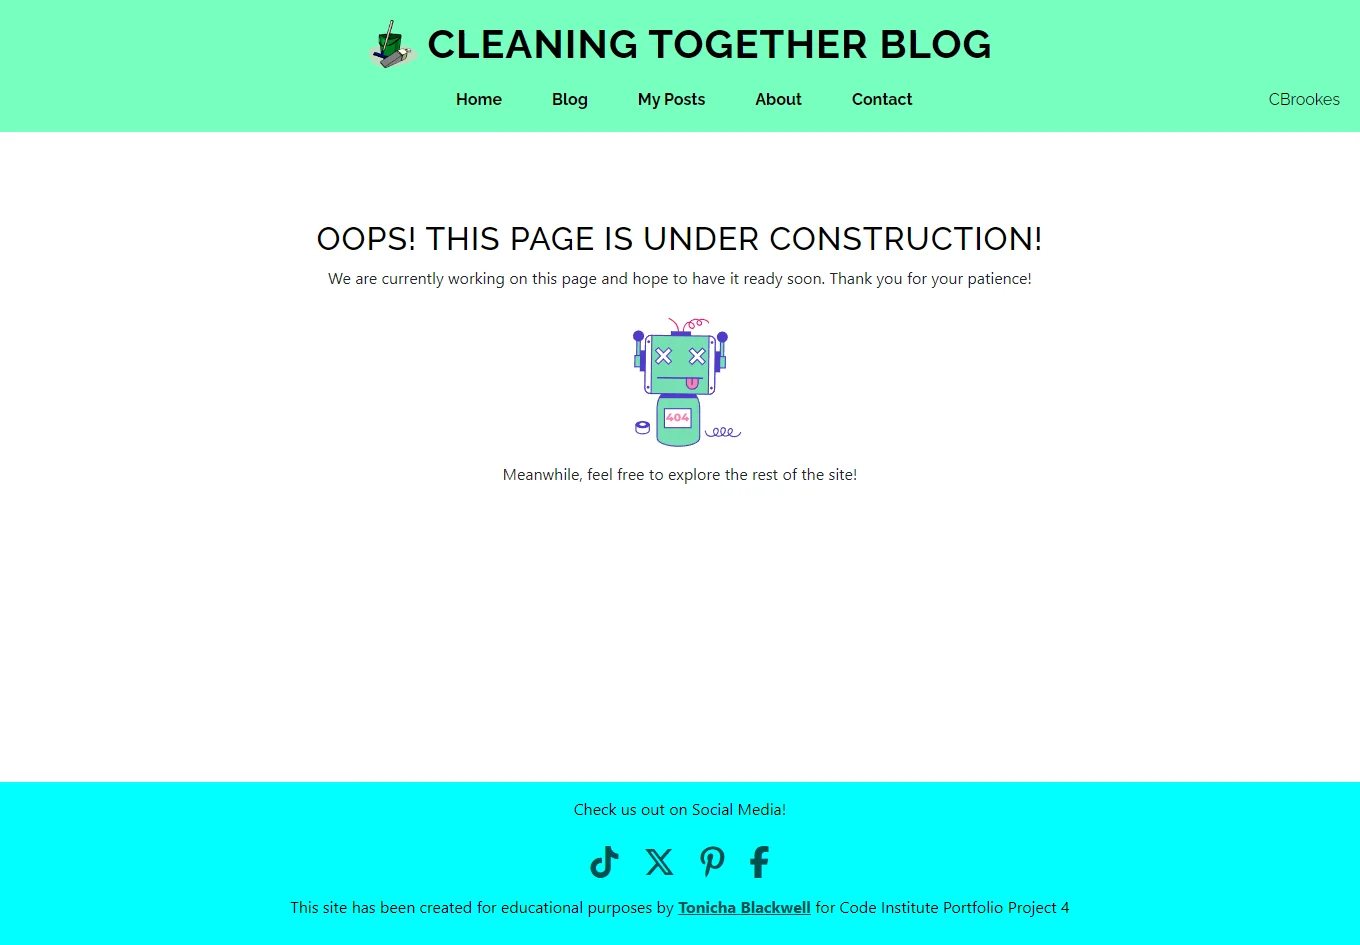 CLEANING TOGETHER BLOG
Home Blog My Posts About Contact CBrookes
OOPS! THIS PAGE IS UNDER CONSTRUCTION!
We are currently working on this page and hope to have it ready soon. Thank you for your patience!
404
Meanwhile, feel free to explore the rest of the site!
Check us out on Social Media!
This site has been created for educational purposes by Tonicha Blackwell for Code Institute Portfolio Project 4